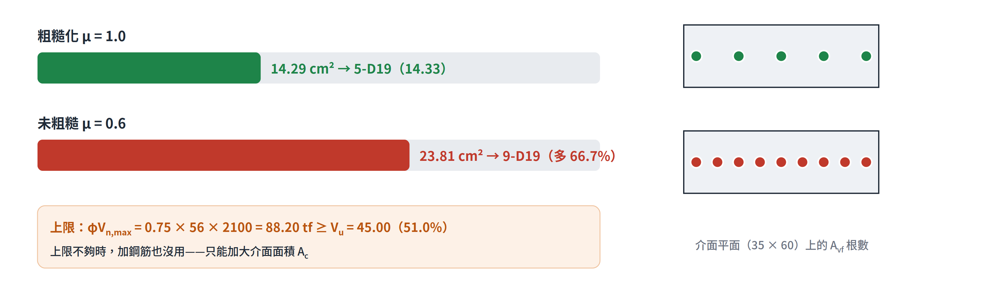 粗糙化 μ = 1.0
14.29 cm² → 5-D19（14.33）
未粗糙 μ = 0.6
23.81 cm² → 9-D19（多 66.7%）
上限：ϕVn,max = 0.75 × 56 × 2100 = 88.20 tf ≥ Vu = 45.00（51.0%）
上限不夠時，加鋼筋也沒用——只能加大介面面積 Ac
介面平面（35 × 60）上的 Avf 根數